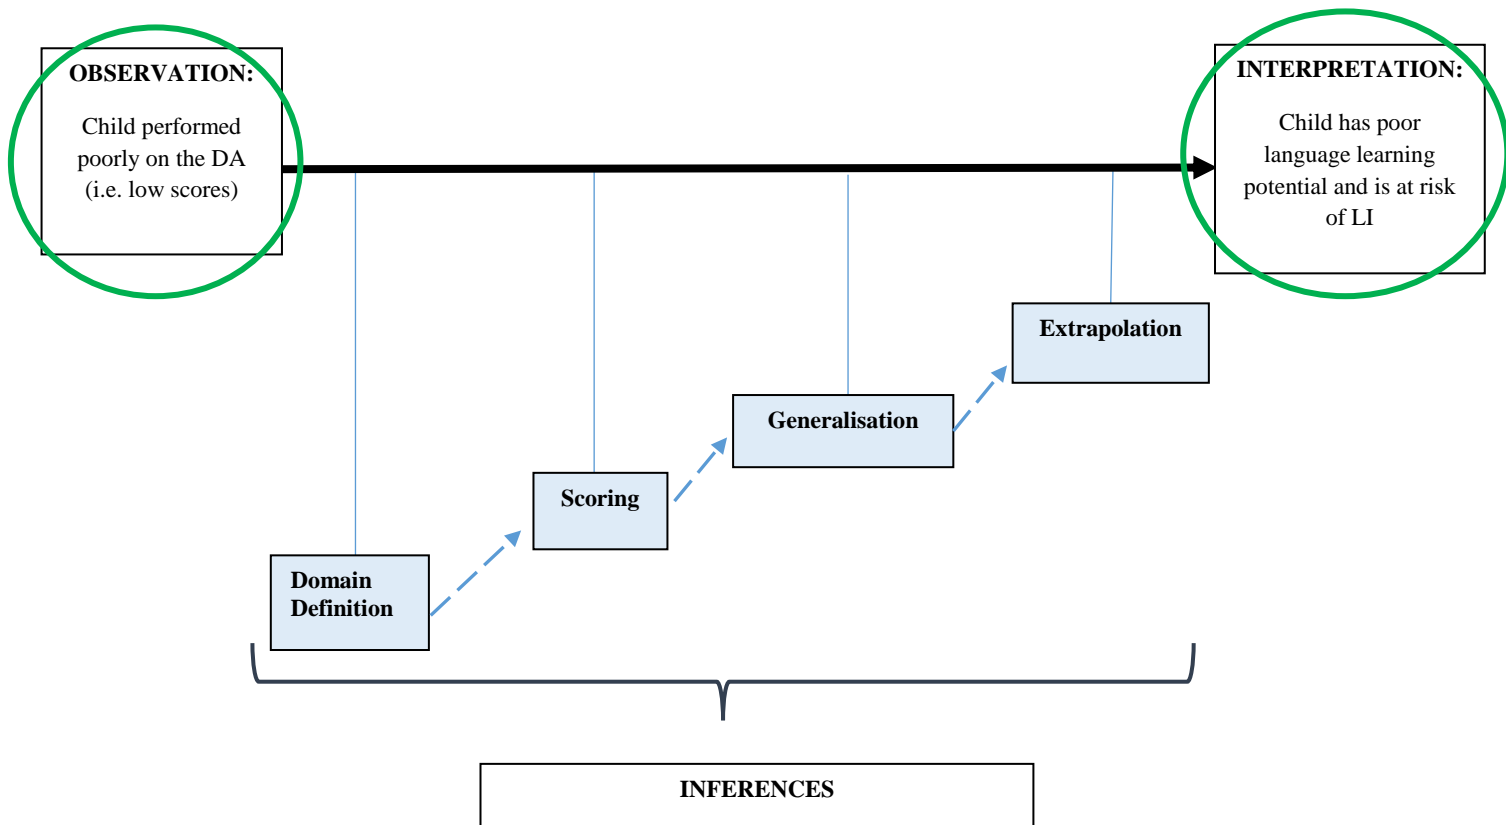 OBSERVATION:
Child performed
poorly on the DA
(i.e. low scores)
INTERPRETATION:
Child has poor
language learning
potential and is at risk
of LI
Extrapolation
Generalisation
Scoring
Domain
Definition
INFERENCES